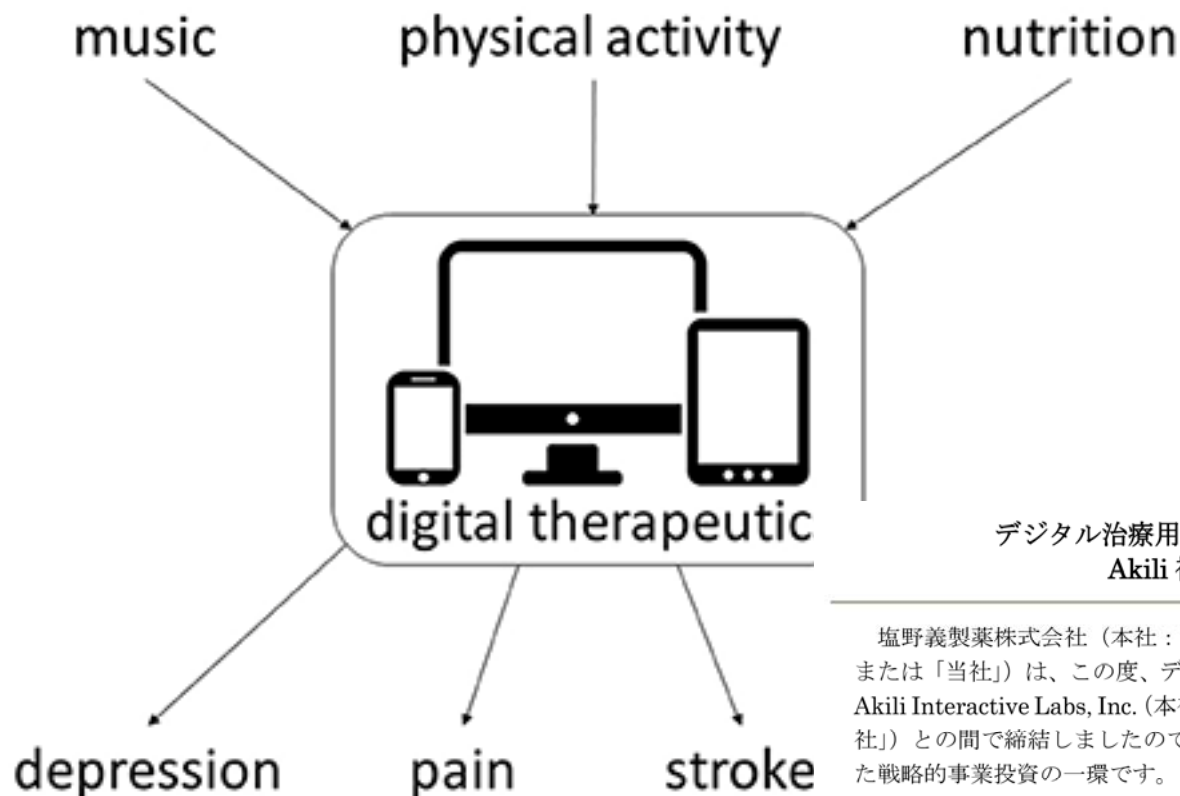 music physical activity nutrition
digital therapeutic
depression pain stroke
デジタル治療用
Akili
塩野義製薬株式会社（本社：
または「当社」）は、この度、デ
Akili Interactive Labs, Inc.（本
社」）との間で締結しましたので
た戦略的事業投資の一環です。